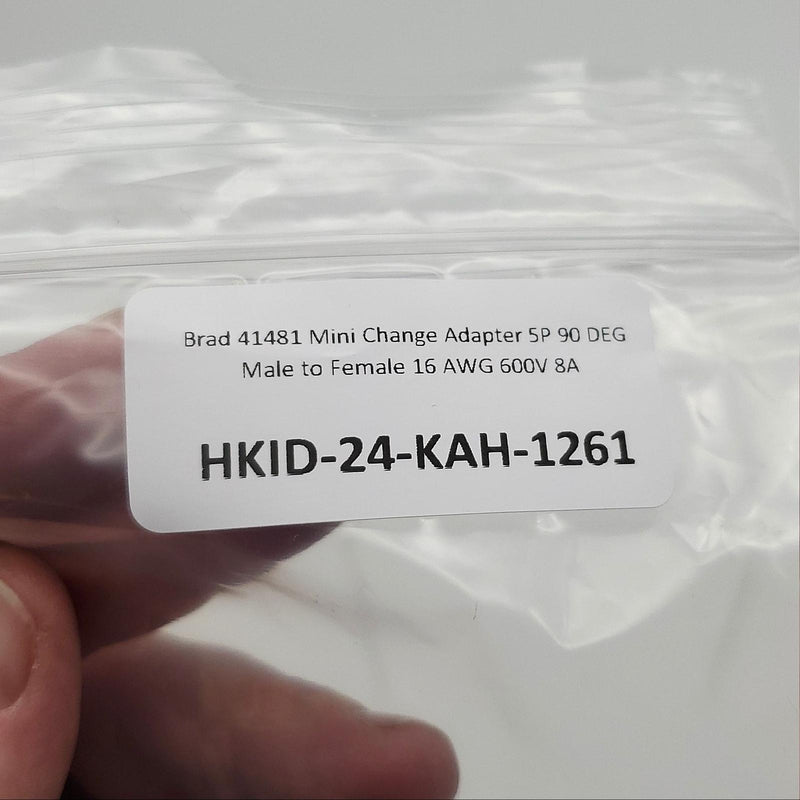 Brad 41481 Mini Change Adapter 5P 90 DEG
Male to Female 16 AWG 600V 8A
HKID-24-KAH-1261